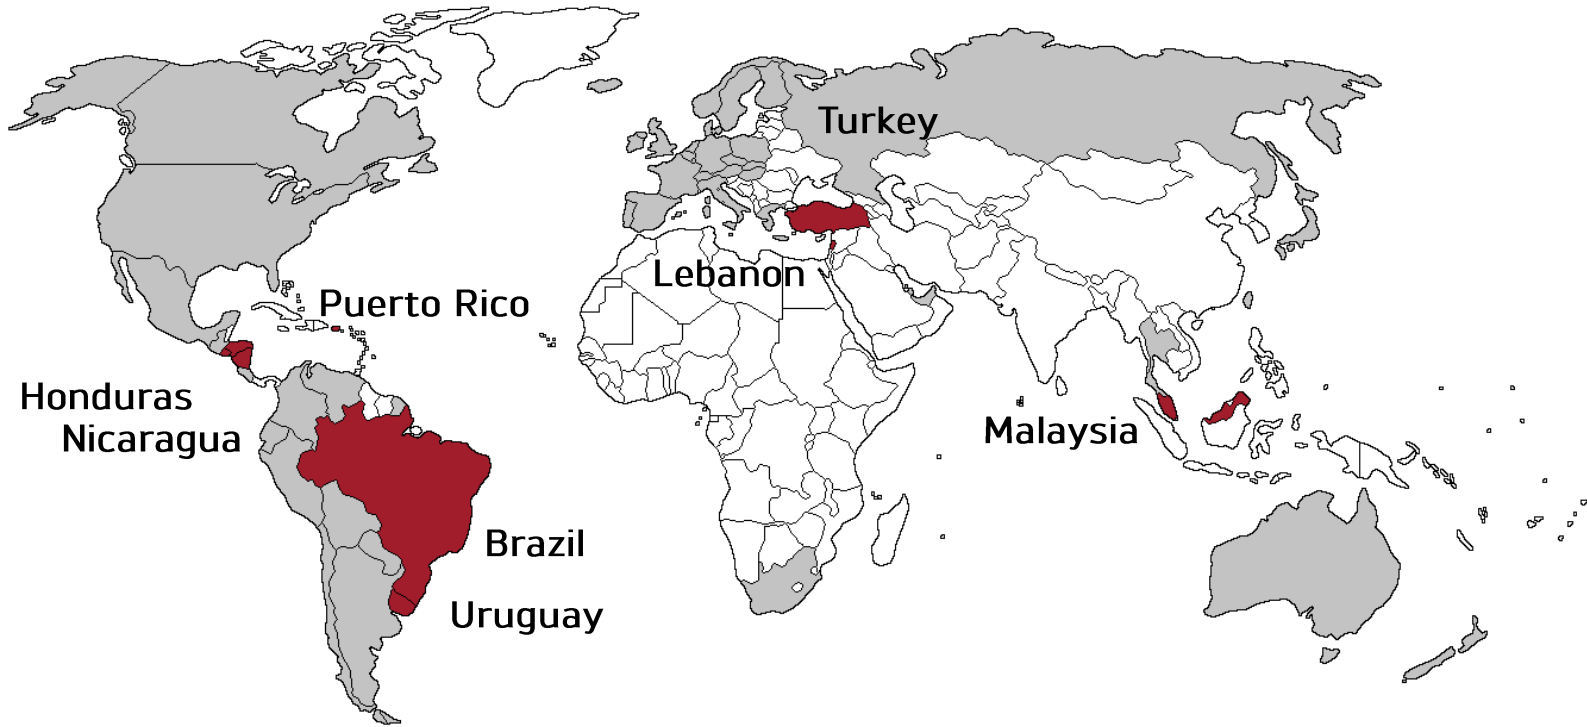 Turkey
Lebanon
Puerto Rico
Honduras
Nicaragua
Malaysia
Brazil
Uruguay